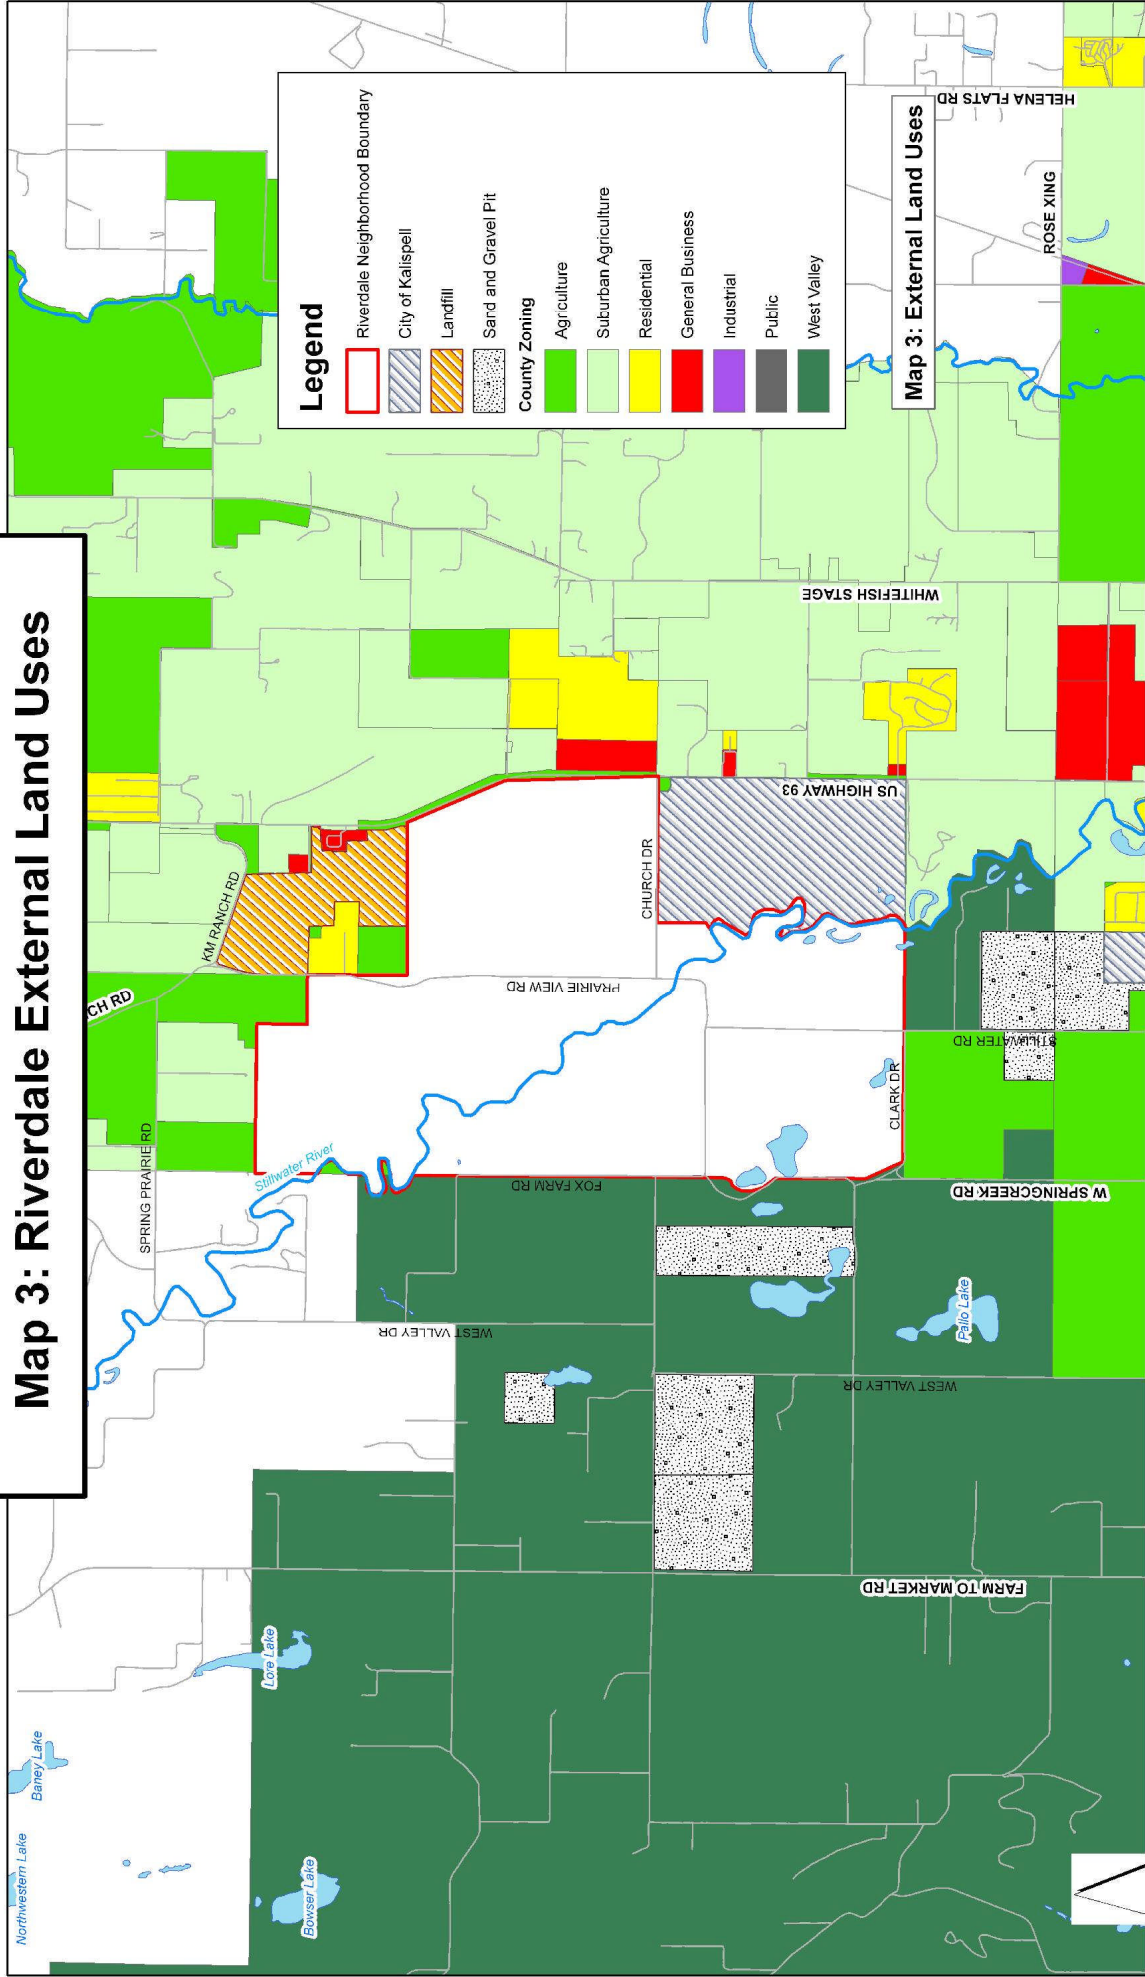 Map 3: Riverdale External Land Uses
Legend
Riverdale Neighborhood Boundary
City of Kalispell
Landfill
Sand and Gravel Pit
County Zoning
Agriculture
Suburban Agriculture
Residential
General Business
Industrial
Public
West Valley
Map 3: External Land Uses
Northwestern Lake
Baney Lake
Bowser Lake
Lore Lake
SPRING PRAIRIE RD
Stillwater River
CH RD
KM RANCH RD
WEST VALLEY DR
FOX FARM RD
PRAIRIE VIEW RD
CHURCH DR
US HIGHWAY 93
WHITEFISH STAGE
FARM TO MARKET RD
WEST VALLEY DR
Pallo Lake
W SPRINGCREEK RD
CLARK DR
STILLWATER RD
ROSE XING
HELENA FLATS RD